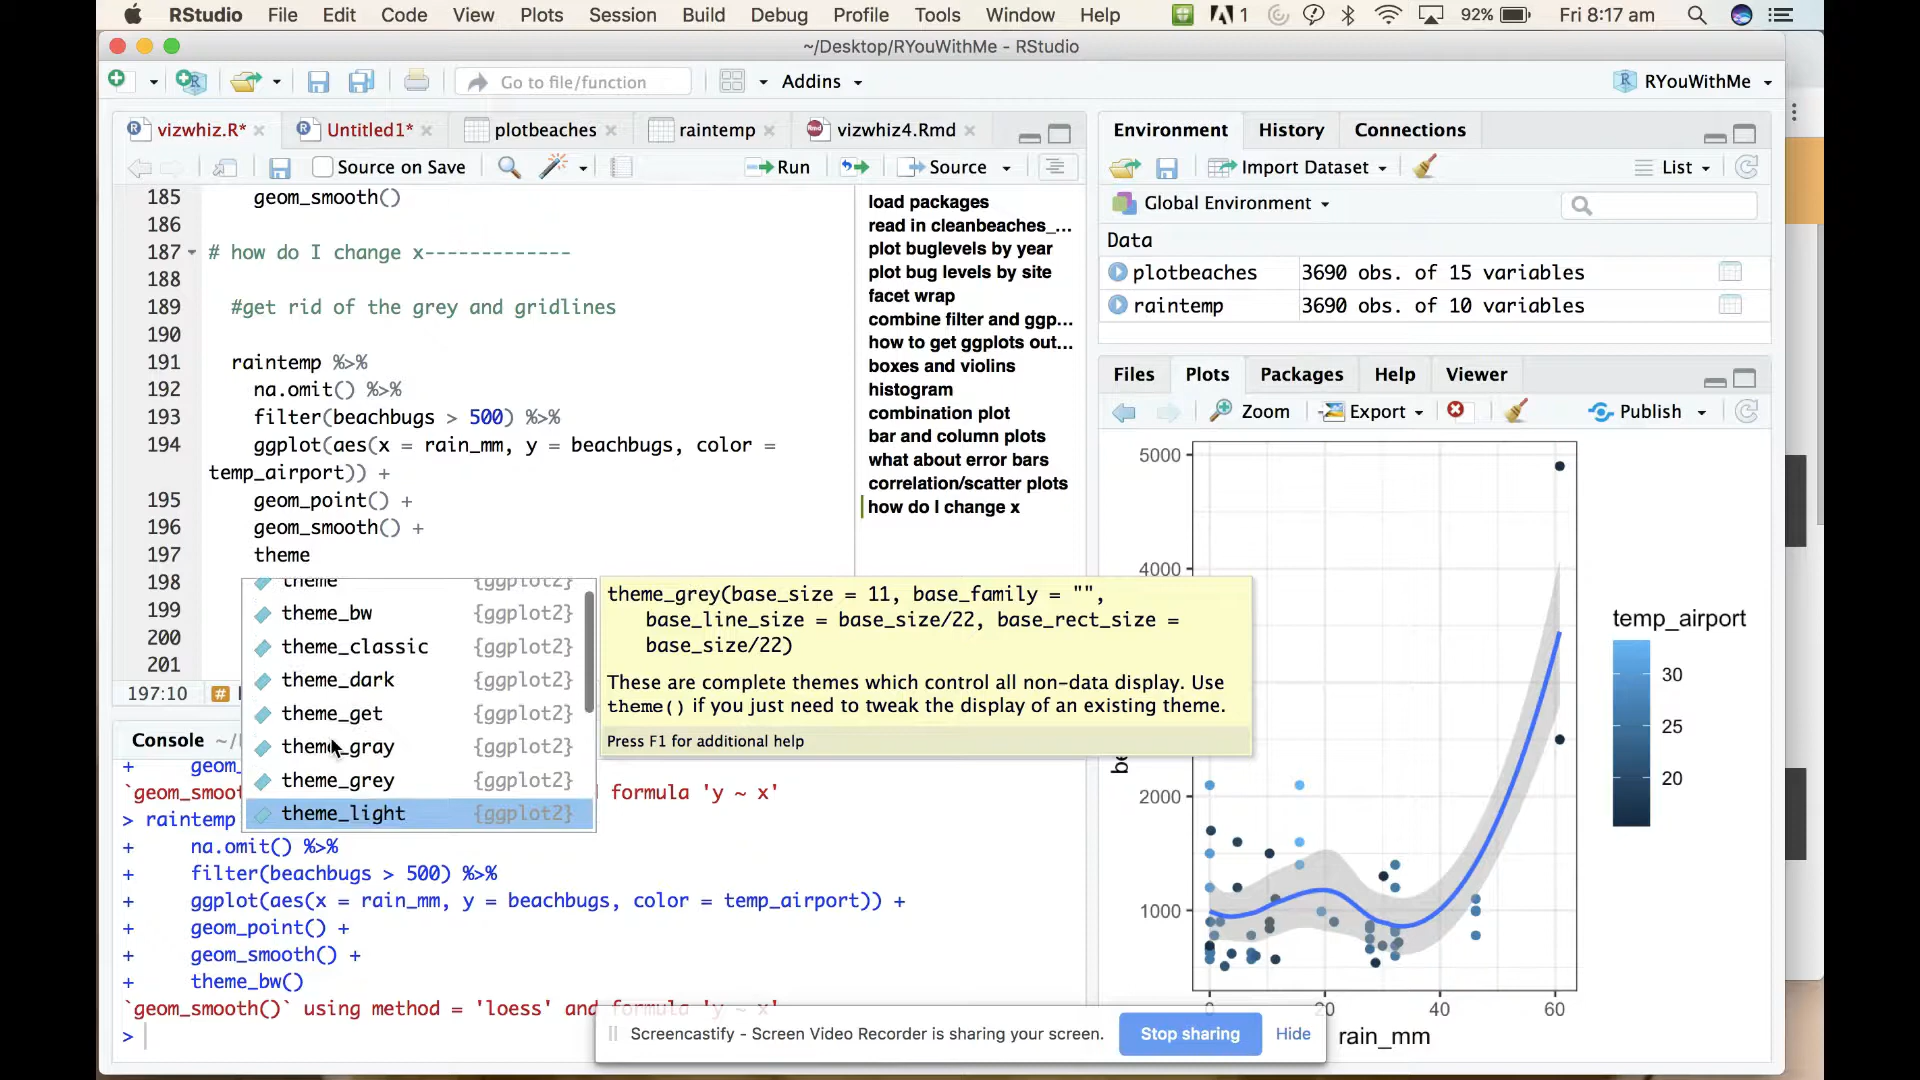 RStudio File Edit Code View Plots Session Build Debug Profile Tools Window Help 1 92% Fri 8:17 am
~/Desktop/RYouWithMe - RStudio
Go to file/function Addins RYouWithMe
vizwhiz.R* Untitled1* plotbeaches raintemp vizwhiz4.Rmd
Source on Save Run Source
185 geom_smooth()
186
187 # how do I change x-------------
188
189 #get rid of the grey and gridlines
190
191 raintemp %>%
192 na.omit() %>%
193 filter(beachbugs > 500) %>%
194 ggplot(aes(x = rain_mm, y = beachbugs, color =
temp_airport)) +
195 geom_point() +
196 geom_smooth() +
197 theme
198
199
200
201
197:10 #
load packages
read in cleanbeaches_...
plot buglevels by year
plot bug levels by site
facet wrap
combine filter and ggp...
how to get ggplots out...
boxes and violins
histogram
combination plot
bar and column plots
what about error bars
correlation/scatter plots
how do I change x
theme {ggplot2}
theme_bw {ggplot2}
theme_classic {ggplot2}
theme_dark {ggplot2}
theme_get {ggplot2}
theme_gray {ggplot2}
theme_grey {ggplot2}
theme_light {ggplot2}
theme_grey(base_size = 11, base_family = "",
base_line_size = base_size/22, base_rect_size =
base_size/22)
These are complete themes which control all non-data display. Use
theme() if you just need to tweak the display of an existing theme.
Press F1 for additional help
Console ~/
+ geom_
`geom_smoot formula 'y ~ x'
> raintemp
+ na.omit() %>%
+ filter(beachbugs > 500) %>%
+ ggplot(aes(x = rain_mm, y = beachbugs, color = temp_airport)) +
+ geom_point() +
+ geom_smooth() +
+ theme_bw()
`geom_smooth()` using method = 'loess' and formula 'y ~ x'
>
Environment History Connections
Import Dataset List
Global Environment
Data
plotbeaches 3690 obs. of 15 variables
raintemp 3690 obs. of 10 variables
Files Plots Packages Help Viewer
Zoom Export Publish
5000
4000
2000
1000
0 20 40 60
rain_mm
be
temp_airport
30
25
20
Screencastify - Screen Video Recorder is sharing your screen. Stop sharing Hide